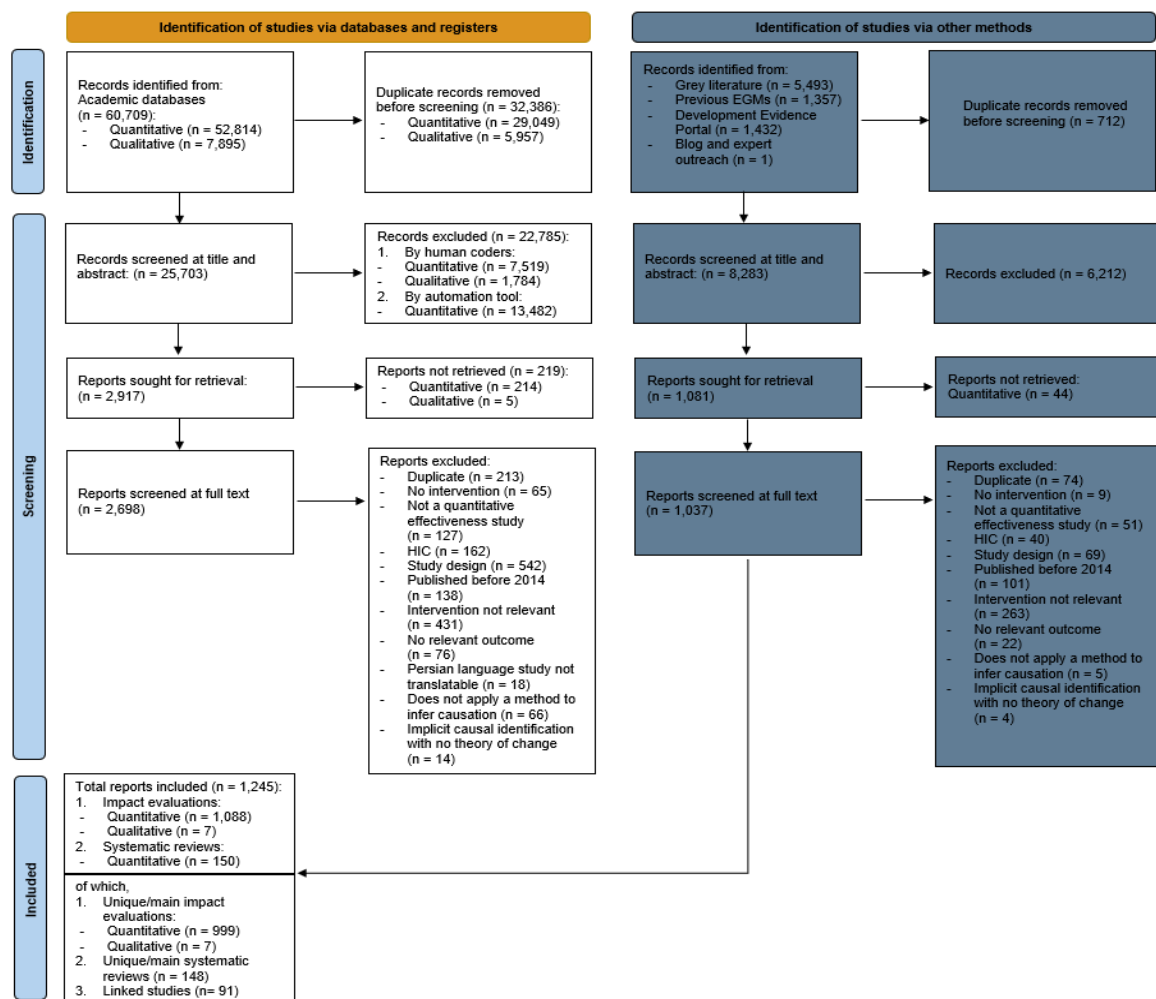 Identification of studies via databases and registers
Identification of studies via other methods
Identification
Records identified from:
Academic databases
(n = 60,709):
- Quantitative (n = 52,814)
- Qualitative (n = 7,895)
Duplicate records removed
before screening (n = 32,386):
- Quantitative (n = 29,049)
- Qualitative (n = 5,957)
Records identified from:
- Grey literature (n = 5,493)
- Previous EGMs (n = 1,357)
- Development Evidence
Portal (n = 1,432)
- Blog and expert
outreach (n = 1)
Duplicate records removed
before screening (n = 712)
Screening
Records screened at title and
abstract: (n = 25,703)
Records excluded (n = 22,785):
1. By human coders:
- Quantitative (n = 7,519)
- Qualitative (n = 1,784)
2. By automation tool:
- Quantitative (n = 13,482)
Records screened at title and
abstract (n = 8,283)
Records excluded (n = 6,212)
Reports sought for retrieval:
(n = 2,917)
Reports not retrieved (n = 219):
- Quantitative (n = 214)
- Qualitative (n = 5)
Reports sought for retrieval
(n = 1,081)
Reports not retrieved:
Quantitative (n = 44)
Reports screened at full text
(n = 2,698)
Reports excluded:
- Duplicate (n = 213)
- No intervention (n = 65)
- Not a quantitative
effectiveness study
(n = 127)
- HIC (n = 162)
- Study design (n = 542)
- Published before 2014
(n = 138)
- Intervention not relevant
(n = 431)
- No relevant outcome
(n = 76)
- Persian language study not
translatable (n = 18)
- Does not apply a method to
infer causation (n = 66)
- Implicit causal identification
with no theory of change
(n = 14)
Reports screened at full text
(n = 1,037)
Reports excluded:
- Duplicate (n = 74)
- No intervention (n = 9)
- Not a quantitative
effectiveness study (n = 51)
- HIC (n = 40)
- Study design (n = 69)
- Published before 2014
(n = 101)
- Intervention not relevant
(n = 263)
- No relevant outcome
(n = 22)
- Does not apply a method to
infer causation (n = 5)
- Implicit causal identification
with no theory of change
(n = 4)
Included
Total reports included (n = 1,245):
1. Impact evaluations:
- Quantitative (n = 1,088)
- Qualitative (n = 7)
2. Systematic reviews:
- Quantitative (n = 150)
of which,
1. Unique/main impact
evaluations:
- Quantitative (n = 999)
- Qualitative (n = 7)
2. Unique/main systematic
reviews (n = 148)
3. Linked studies (n= 91)